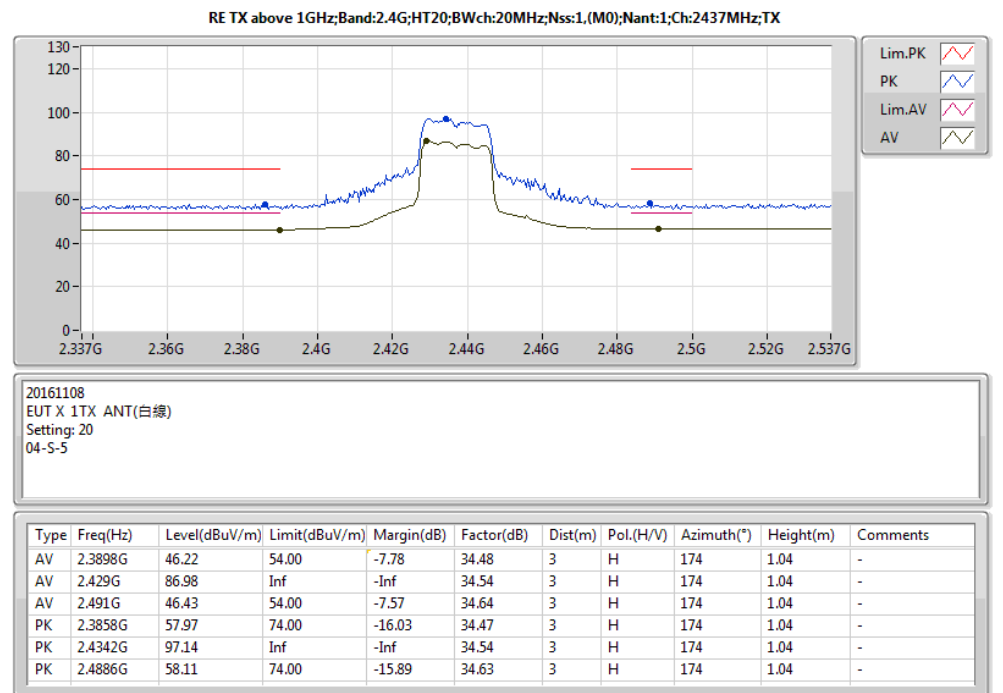 RE TX above 1GHz;Band:2.4G;HT20;BWch:20MHz;Nss:1,(M0);Nant:1;Ch:2437MHz;TX
130
120
100
80
60
40
20
0
2.337G 2.36G 2.38G 2.4G 2.42G 2.44G 2.46G 2.48G 2.5G 2.52G 2.537G
Lim.PK
PK
Lim.AV
AV
20161108
EUT X 1TX ANT(白線)
Setting: 20
04-S-5
Type Freq(Hz) Level(dBuV/m) Limit(dBuV/m) Margin(dB) Factor(dB) Dist(m) Pol.(H/V) Azimuth(°) Height(m) Comments
AV 2.3898G 46.22 54.00 -7.78 34.48 3 H 174 1.04 -
AV 2.429G 86.98 Inf -Inf 34.54 3 H 174 1.04 -
AV 2.491G 46.43 54.00 -7.57 34.64 3 H 174 1.04 -
PK 2.3858G 57.97 74.00 -16.03 34.47 3 H 174 1.04 -
PK 2.4342G 97.14 Inf -Inf 34.54 3 H 174 1.04 -
PK 2.4886G 58.11 74.00 -15.89 34.63 3 H 174 1.04 -